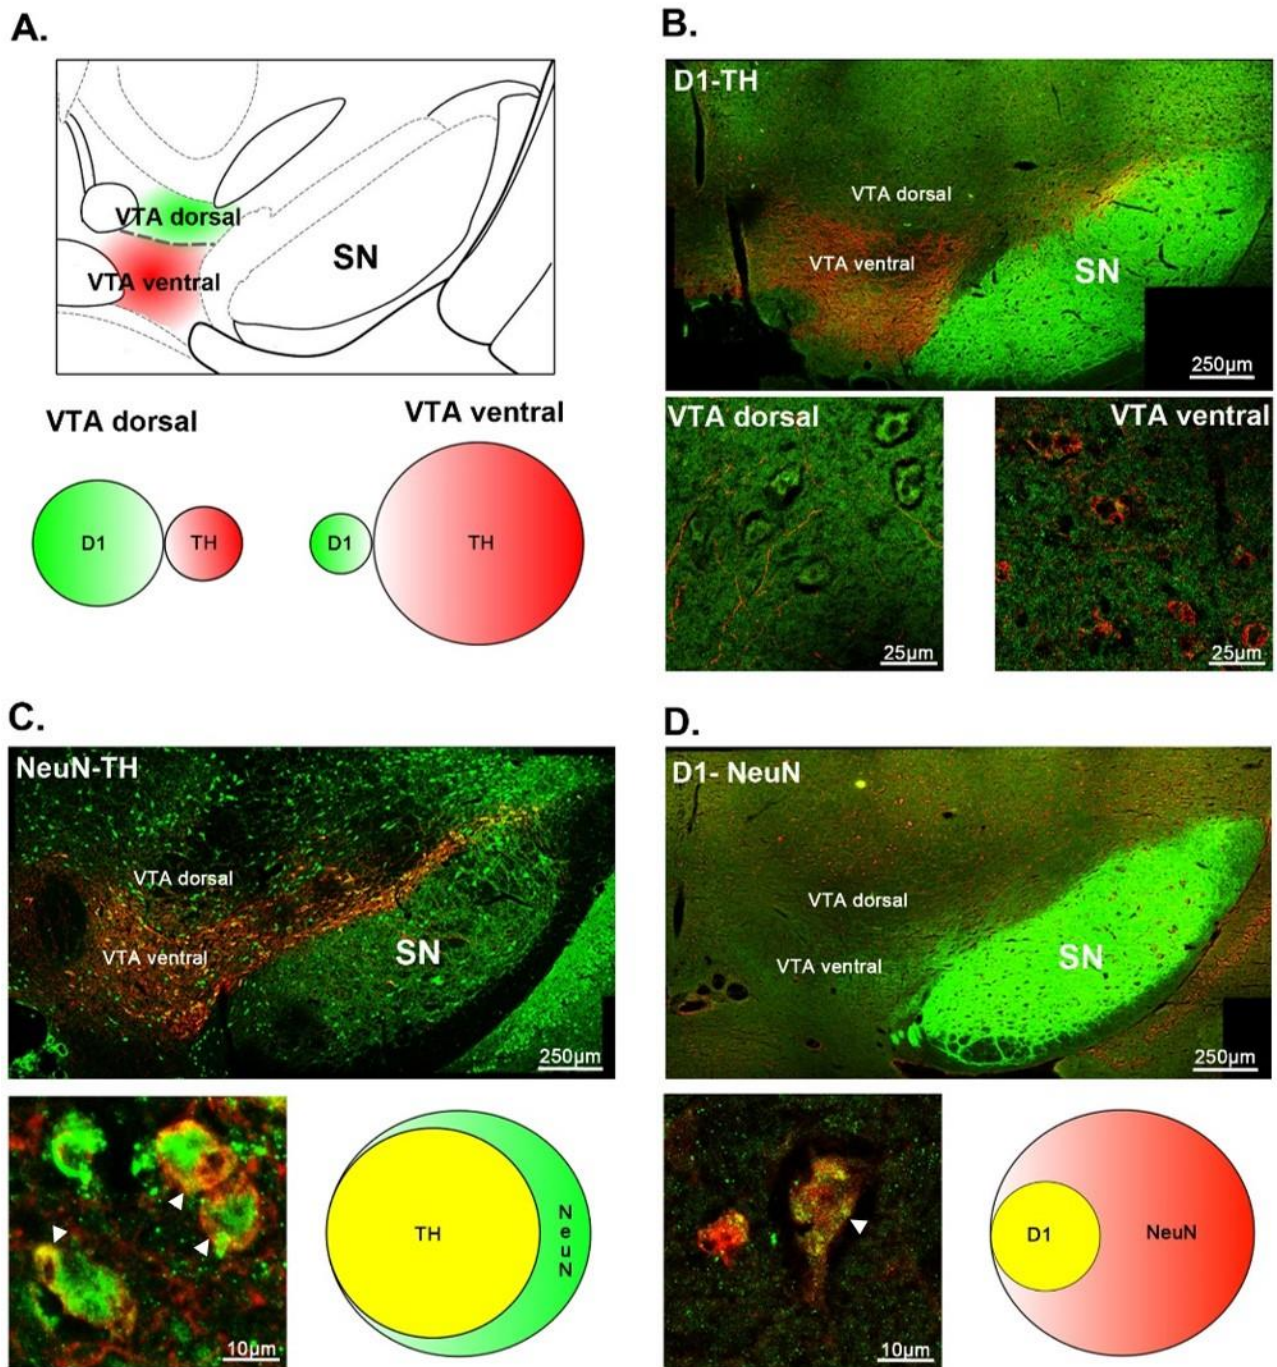 A.
VTA dorsal
VTA ventral
SN
VTA dorsal
VTA ventral
D1
TH
D1
TH
B.
D1-TH
VTA dorsal
VTA ventral
SN
250µm
VTA dorsal
25µm
VTA ventral
25µm
C.
NeuN-TH
VTA dorsal
VTA ventral
SN
250µm
10µm
TH
NeuN
D.
D1- NeuN
VTA dorsal
VTA ventral
SN
250µm
10µm
D1
NeuN